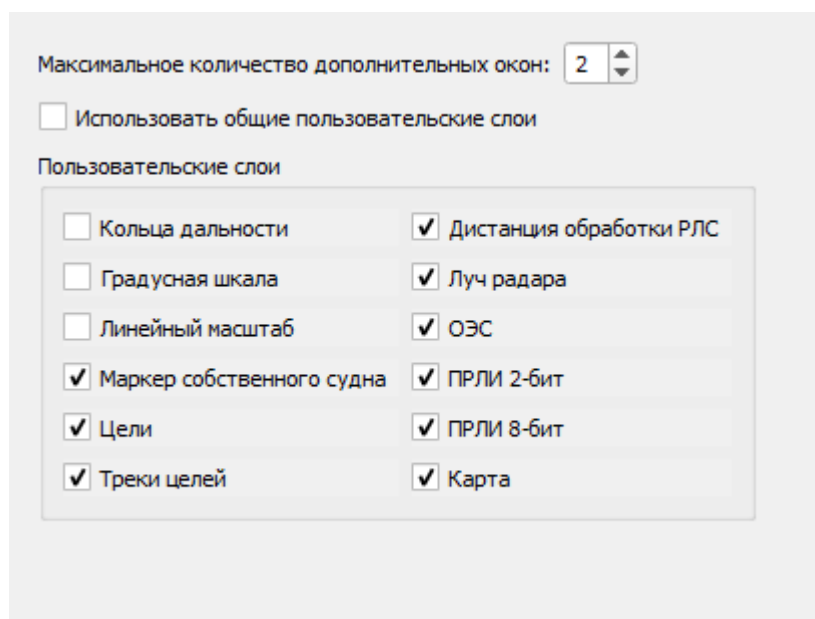 Максимальное количество дополнительных окон: 2
Использовать общие пользовательские слои
Пользовательские слои
Кольца дальности
Дистанция обработки РЛС
Градусная шкала
Луч радара
Линейный масштаб
ОЭС
Маркер собственного судна
ПРЛИ 2-бит
Цели
ПРЛИ 8-бит
Треки целей
Карта